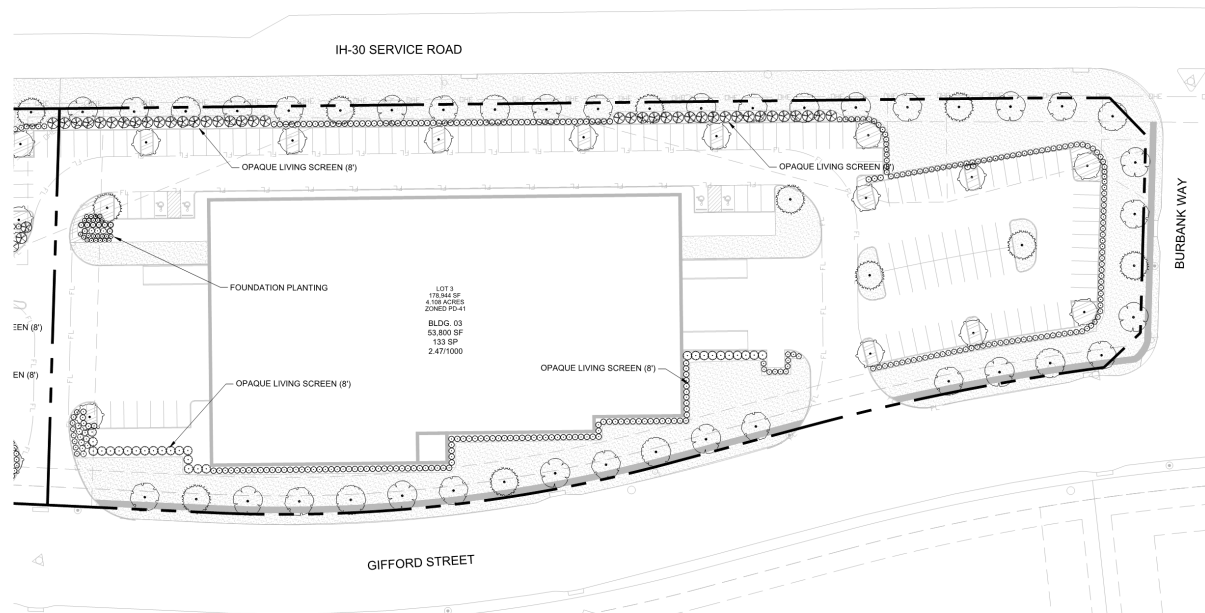 IH-30 SERVICE ROAD
OPAQUE LIVING SCREEN (8')
OPAQUE LIVING SCREEN (8')
BURBANK WAY
FOUNDATION PLANTING
LOT 3
178,944 SF
4.108 ACRES
ZONED PD-41
BLDG. 03
53,800 SF
133 SP
2.47/1000
EEN (8')
EEN (8')
OPAQUE LIVING SCREEN (8')
OPAQUE LIVING SCREEN (8')
GIFFORD STREET